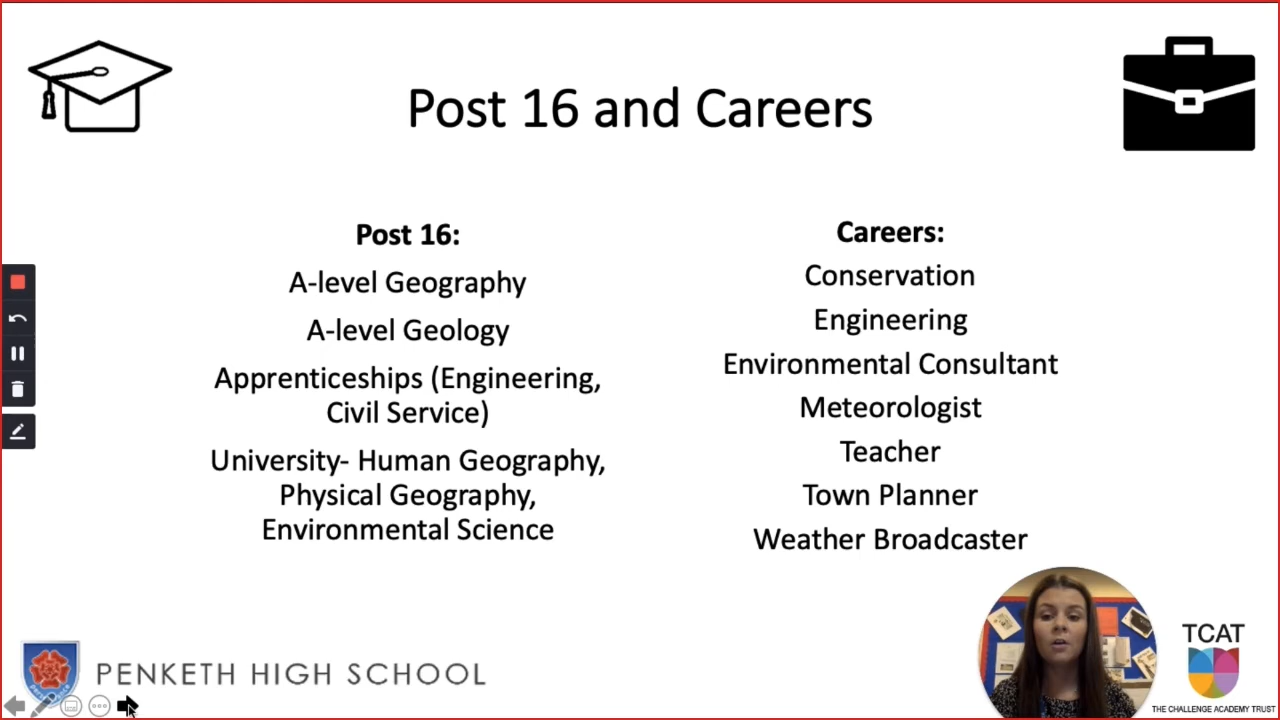 Post 16 and Careers
Post 16:
A-level Geography
A-level Geology
Apprenticeships (Engineering,
Civil Service)
University- Human Geography,
Physical Geography,
Environmental Science
Careers:
Conservation
Engineering
Environmental Consultant
Meteorologist
Teacher
Town Planner
Weather Broadcaster
PENKETH HIGH SCHOOL
TCAT
THE CHALLENGE ACADEMY TRUST